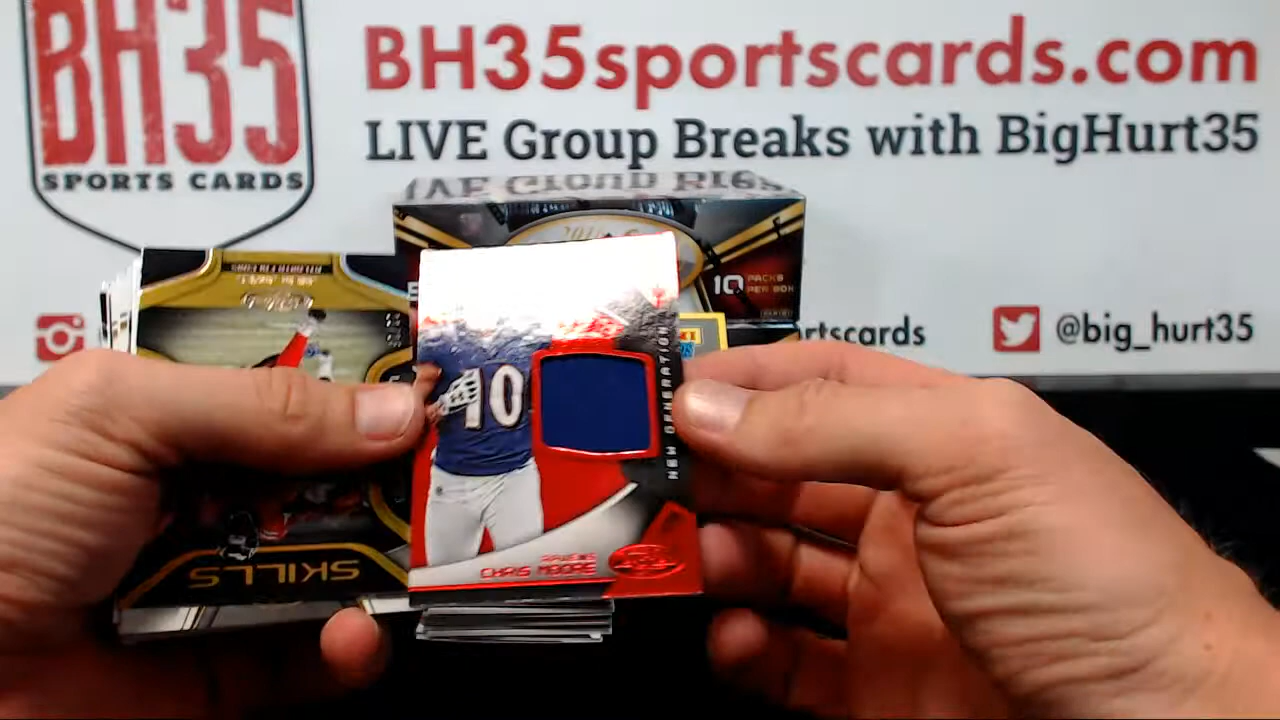 BH35
SPORTS CARDS
BH35sportscards.com
LIVE Group Breaks with BigHurt35
10 PACKS
PER BOX
rtscards
@big_hurt35
10
NEW GENERATION
RAVENS
CHRIS MOORE
SKILLS